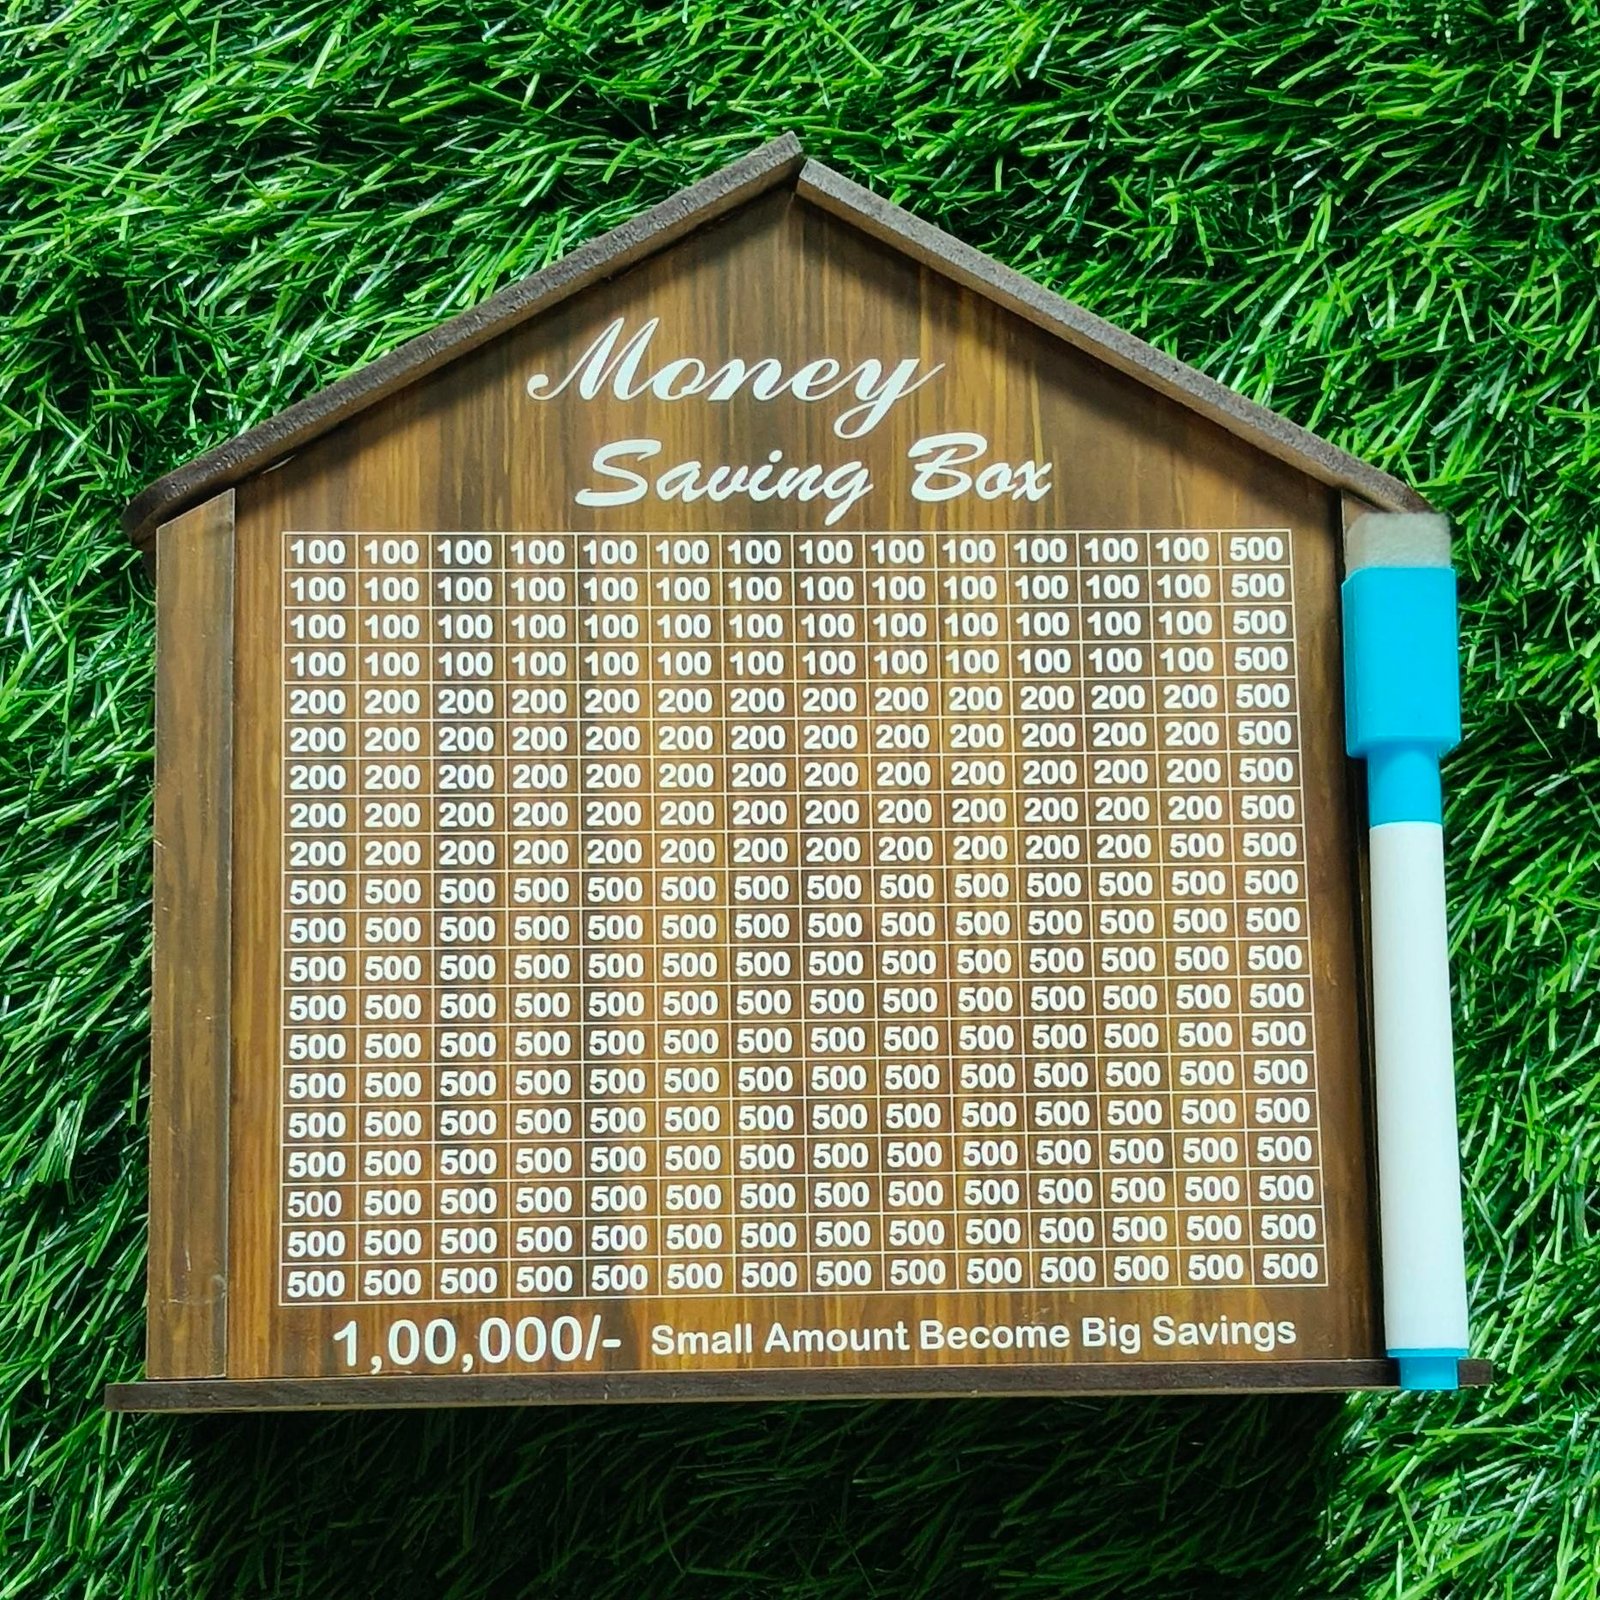 Money
Saving Box
100 100 100 100 100 100 100 100 100 100 100 100 100 500
100 100 100 100 100 100 100 100 100 100 100 100 100 500
100 100 100 100 100 100 100 100 100 100 100 100 100 500
100 100 100 100 100 100 100 100 100 100 100 100 100 500
200 200 200 200 200 200 200 200 200 200 200 200 200 500
200 200 200 200 200 200 200 200 200 200 200 200 200 500
200 200 200 200 200 200 200 200 200 200 200 200 200 500
200 200 200 200 200 200 200 200 200 200 200 200 200 500
200 200 200 200 200 200 200 200 200 200 200 200 500 500
500 500 500 500 500 500 500 500 500 500 500 500 500 500
500 500 500 500 500 500 500 500 500 500 500 500 500 500
500 500 500 500 500 500 500 500 500 500 500 500 500 500
500 500 500 500 500 500 500 500 500 500 500 500 500 500
500 500 500 500 500 500 500 500 500 500 500 500 500 500
500 500 500 500 500 500 500 500 500 500 500 500 500 500
500 500 500 500 500 500 500 500 500 500 500 500 500 500
500 500 500 500 500 500 500 500 500 500 500 500 500 500
500 500 500 500 500 500 500 500 500 500 500 500 500 500
500 500 500 500 500 500 500 500 500 500 500 500 500 500
500 500 500 500 500 500 500 500 500 500 500 500 500 500
1,00,000/- Small Amount Become Big Savings